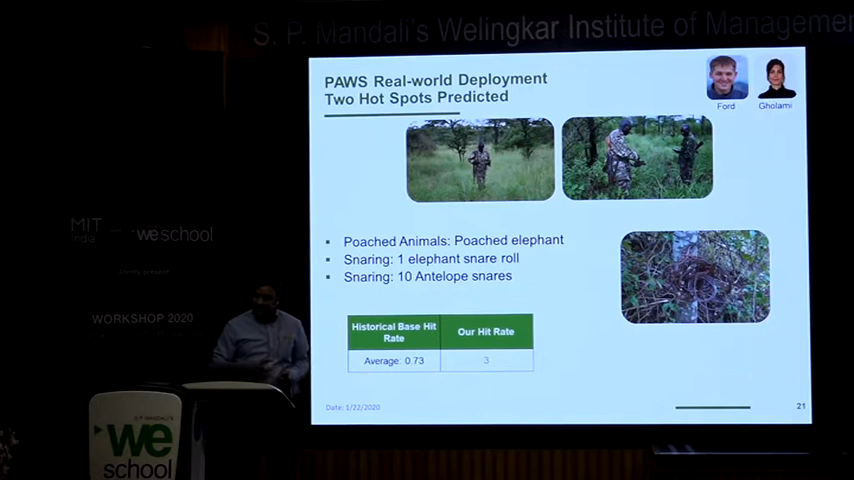 S. P. Mandali's Welingkar Institute of Management
PAWS Real-world Deployment
Two Hot Spots Predicted
Ford
Gholami
▪ Poached Animals: Poached elephant
▪ Snaring: 1 elephant snare roll
▪ Snaring: 10 Antelope snares
Historical Base Hit Rate
Our Hit Rate
Average: 0.73
3
Date: 1/22/2020
21
MIT
India
we school
WORKSHOP 2020
S.P. MANDALI'S
we
school